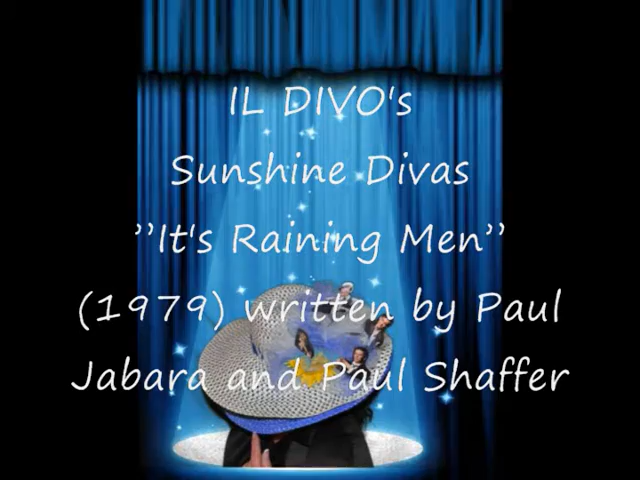 IL DIVO's
Sunshine Divas
”It's Raining Men”
(1979) written by Paul
Jabara and Paul Shaffer